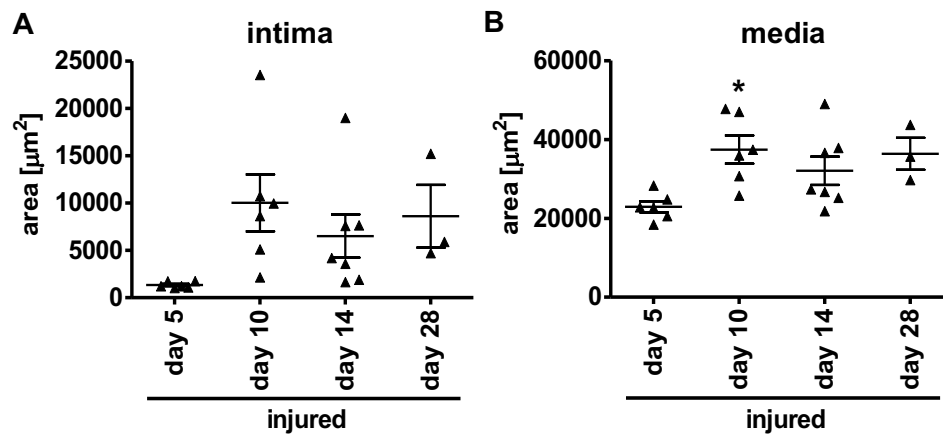 A
intima
area [μm²]
25000
20000
15000
10000
5000
0
day 5
day 10
day 14
day 28
injured
B
media
area [μm²]
60000
40000
20000
0
*
day 5
day 10
day 14
day 28
injured